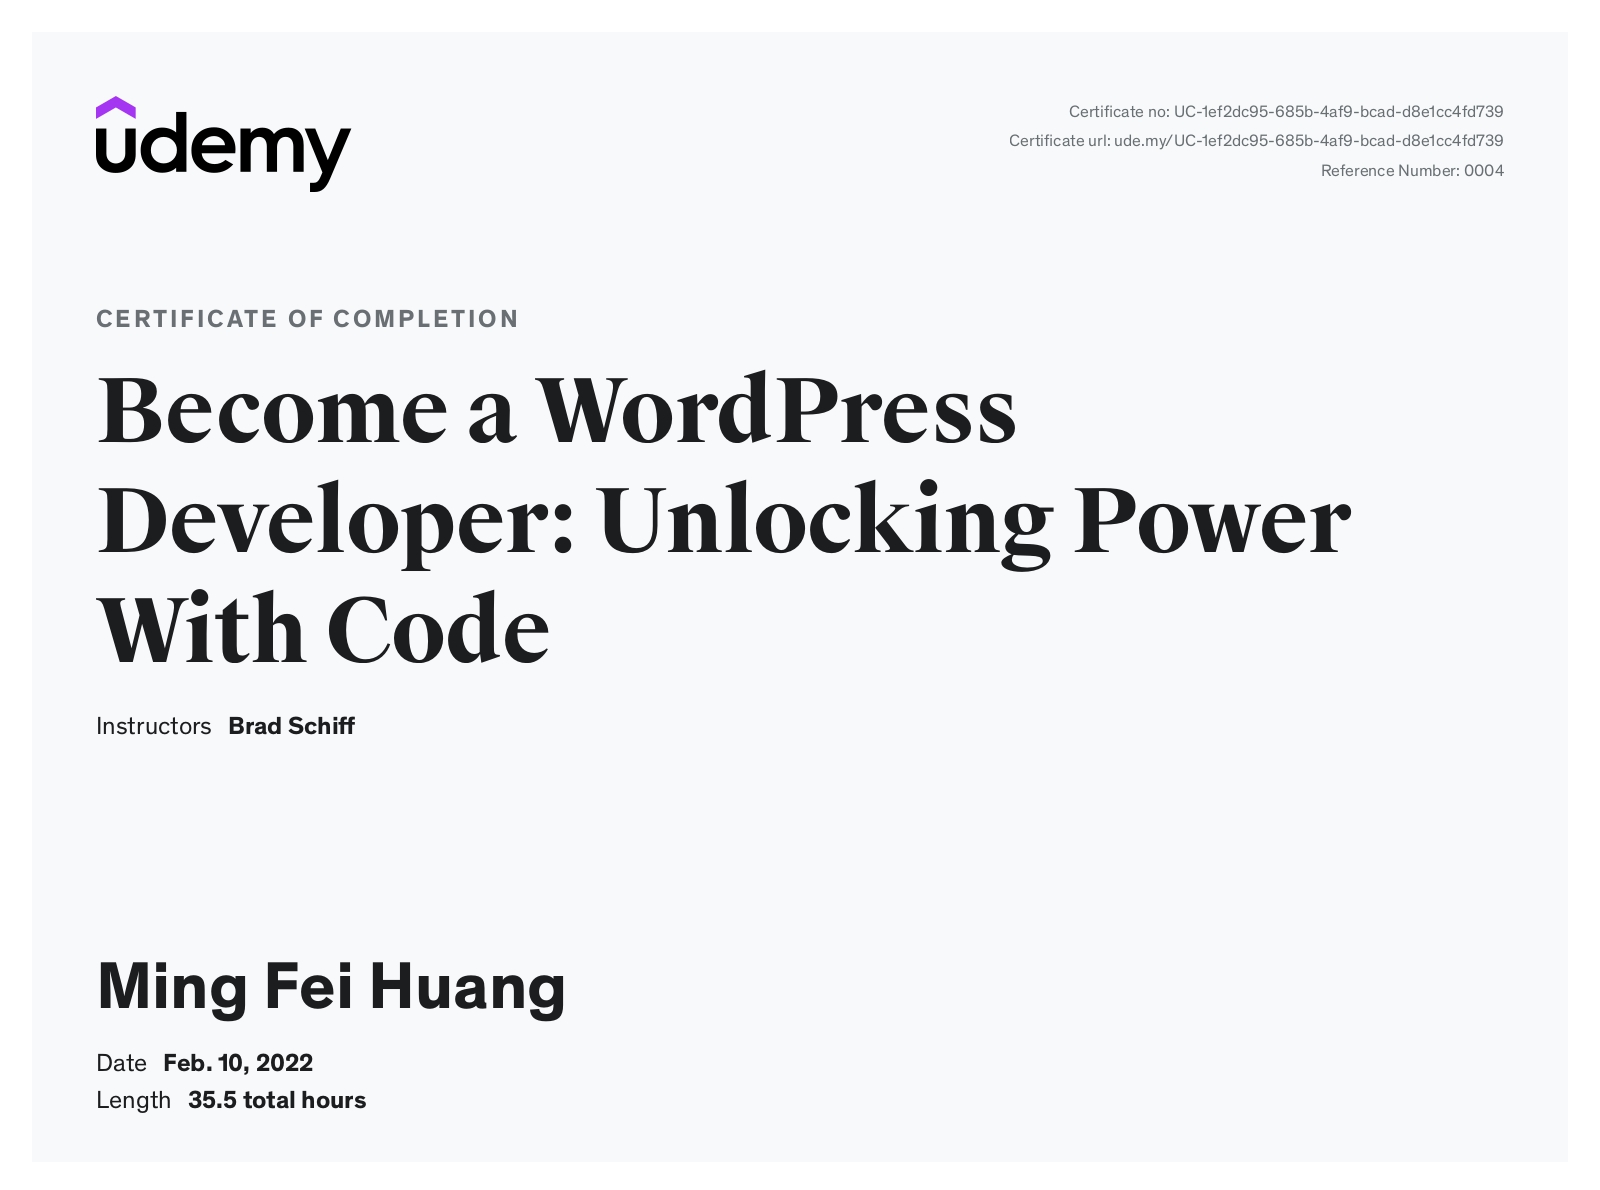 udemy
Certificate no: UC-1ef2dc95-685b-4af9-bcad-d8e1cc4fd739
Certificate url: ude.my/UC-1ef2dc95-685b-4af9-bcad-d8e1cc4fd739
Reference Number: 0004
CERTIFICATE OF COMPLETION
Become a WordPress
Developer: Unlocking Power
With Code
Instructors Brad Schiff
Ming Fei Huang
Date Feb. 10, 2022
Length 35.5 total hours